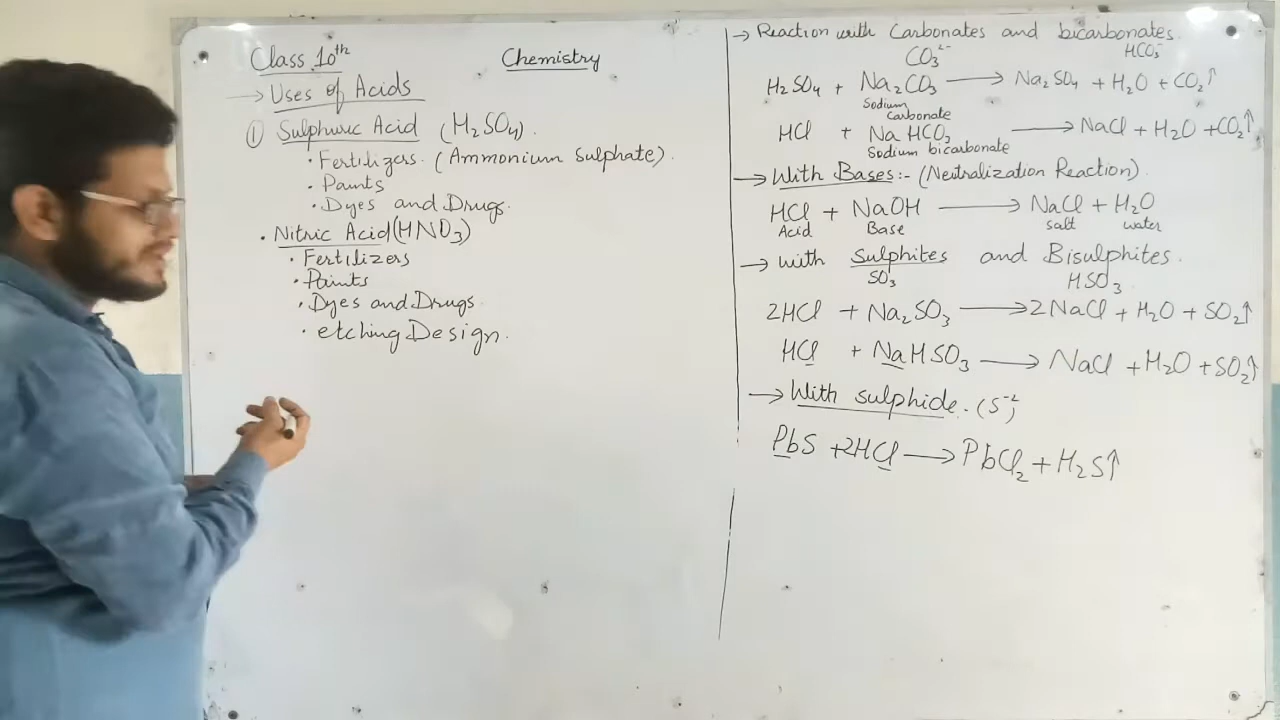 Class 10th
Chemistry
→ Uses of Acids
① Sulphuric Acid (H₂SO₄).
• Fertilizers. (Ammonium sulphate).
• Paints
• Dyes and Drugs.
• Nitric Acid (HNO₃)
• Fertilizers
• Paints
• Dyes and Drugs.
• etching Design.
→ Reaction with Carbonates and bicarbonates.
CO₃²⁻ HCO₃⁻
H₂SO₄ + Na₂CO₃ ⟶ Na₂SO₄ + H₂O + CO₂↑
Sodium Carbonate
HCl + NaHCO₃ ⟶ NaCl + H₂O + CO₂↑
Sodium bicarbonate
→ With Bases:- (Neutralization Reaction).
HCl + NaOH ⟶ NaCl + H₂O
Acid Base salt water
→ with Sulphites and Bisulphites.
SO₃⁻ HSO₃
2HCl + Na₂SO₃ ⟶ 2NaCl + H₂O + SO₂↑
HCl + NaHSO₃ ⟶ NaCl + H₂O + SO₂↑
→ With sulphide. (S⁻²)
PbS + 2HCl ⟶ PbCl₂ + H₂S↑